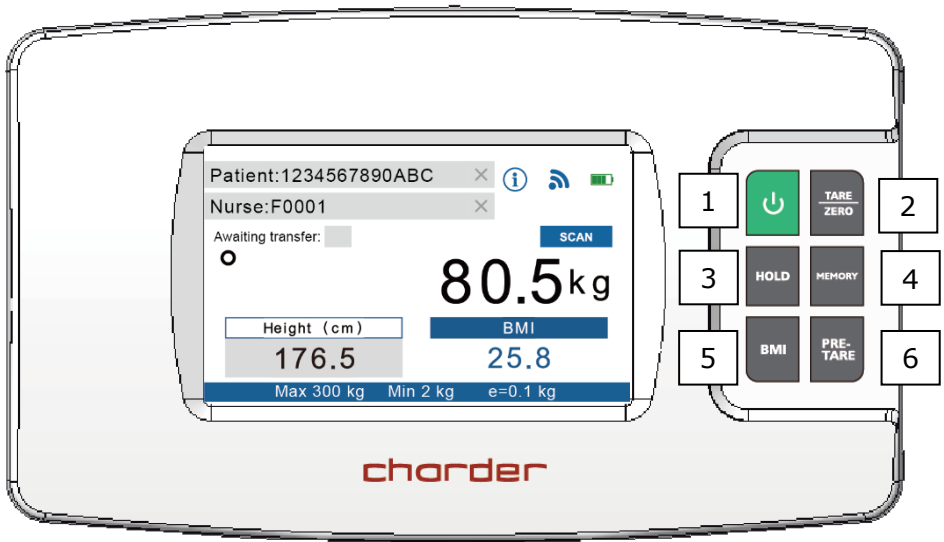 Patient:1234567890ABC ×
Nurse:F0001 ×
Awaiting transfer:
SCAN
80.5kg
Height (cm) BMI
176.5 25.8
Max 300 kg Min 2 kg e=0.1 kg
charder
1 TARE ZERO 2
3 HOLD MEMORY 4
5 BMI PRE-TARE 6